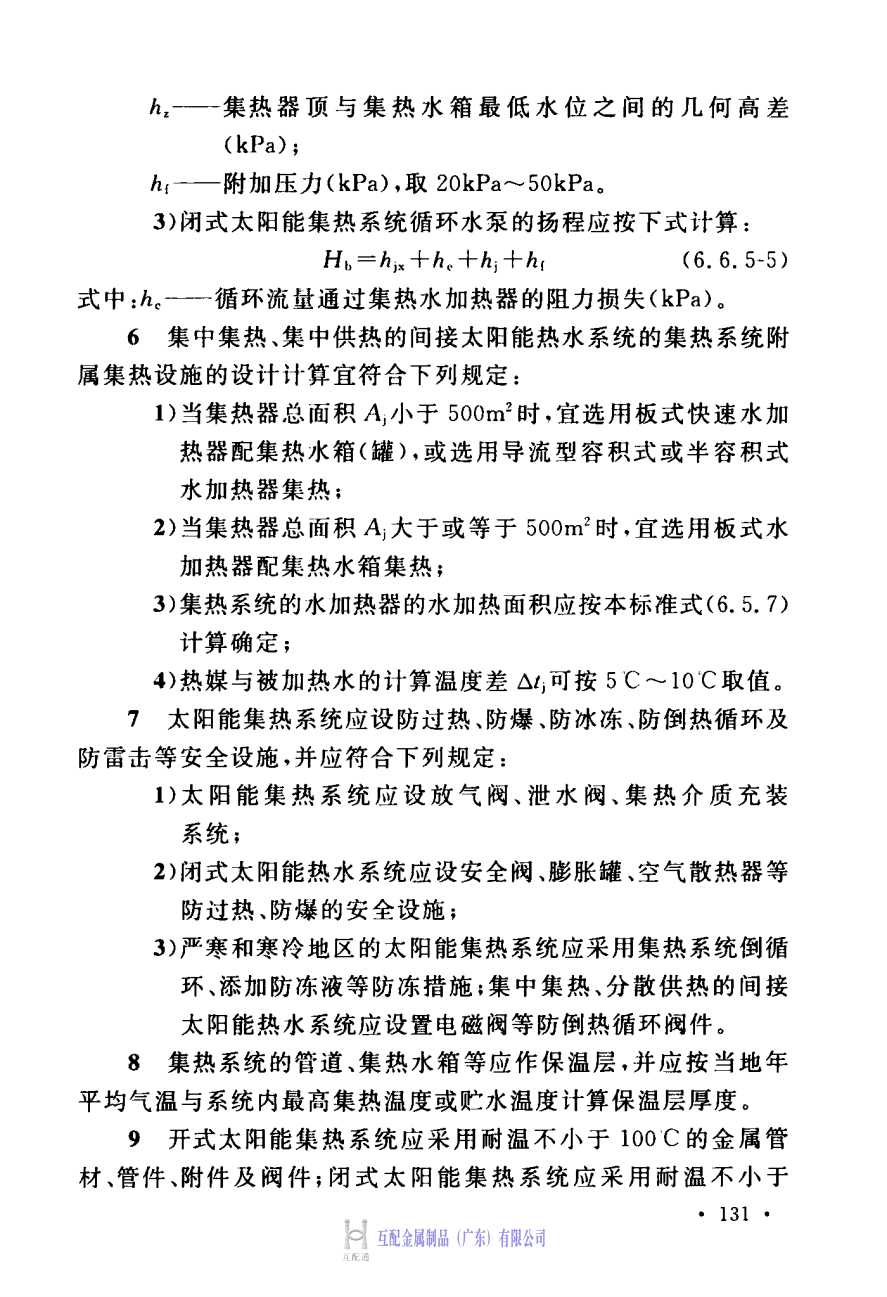 h_z——集热器顶与集热水箱最低水位之间的几何高差
(kPa)；
h_f——附加压力(kPa)，取 20kPa～50kPa。
3)闭式太阳能集热系统循环水泵的扬程应按下式计算：
H_b＝h_jx＋h_e＋h_j＋h_f (6.6.5-5)
式中：h_e——循环流量通过集热水加热器的阻力损失(kPa)。
6 集中集热、集中供热的间接太阳能热水系统的集热系统附
属集热设施的设计计算宜符合下列规定：
1)当集热器总面积 A_j小于 500m²时，宜选用板式快速水加
热器配集热水箱(罐)，或选用导流型容积式或半容积式
水加热器集热；
2)当集热器总面积 A_j大于或等于 500m²时，宜选用板式水
加热器配集热水箱集热；
3)集热系统的水加热器的水加热面积应按本标准式(6.5.7)
计算确定；
4)热媒与被加热水的计算温度差 Δt_j可按 5℃～10℃取值。
7 太阳能集热系统应设防过热、防爆、防冰冻、防倒热循环及
防雷击等安全设施，并应符合下列规定：
1)太阳能集热系统应设放气阀、泄水阀、集热介质充装
系统；
2)闭式太阳能热水系统应设安全阀、膨胀罐、空气散热器等
防过热、防爆的安全设施；
3)严寒和寒冷地区的太阳能集热系统应采用集热系统倒循
环、添加防冻液等防冻措施；集中集热、分散供热的间接
太阳能热水系统应设置电磁阀等防倒热循环阀件。
8 集热系统的管道、集热水箱等应作保温层，并应按当地年
平均气温与系统内最高集热温度或贮水温度计算保温层厚度。
9 开式太阳能集热系统应采用耐温不小于 100℃的金属管
材、管件、附件及阀件；闭式太阳能集热系统应采用耐温不小于
• 131 •
互配金属制品（广东）有限公司
互配通